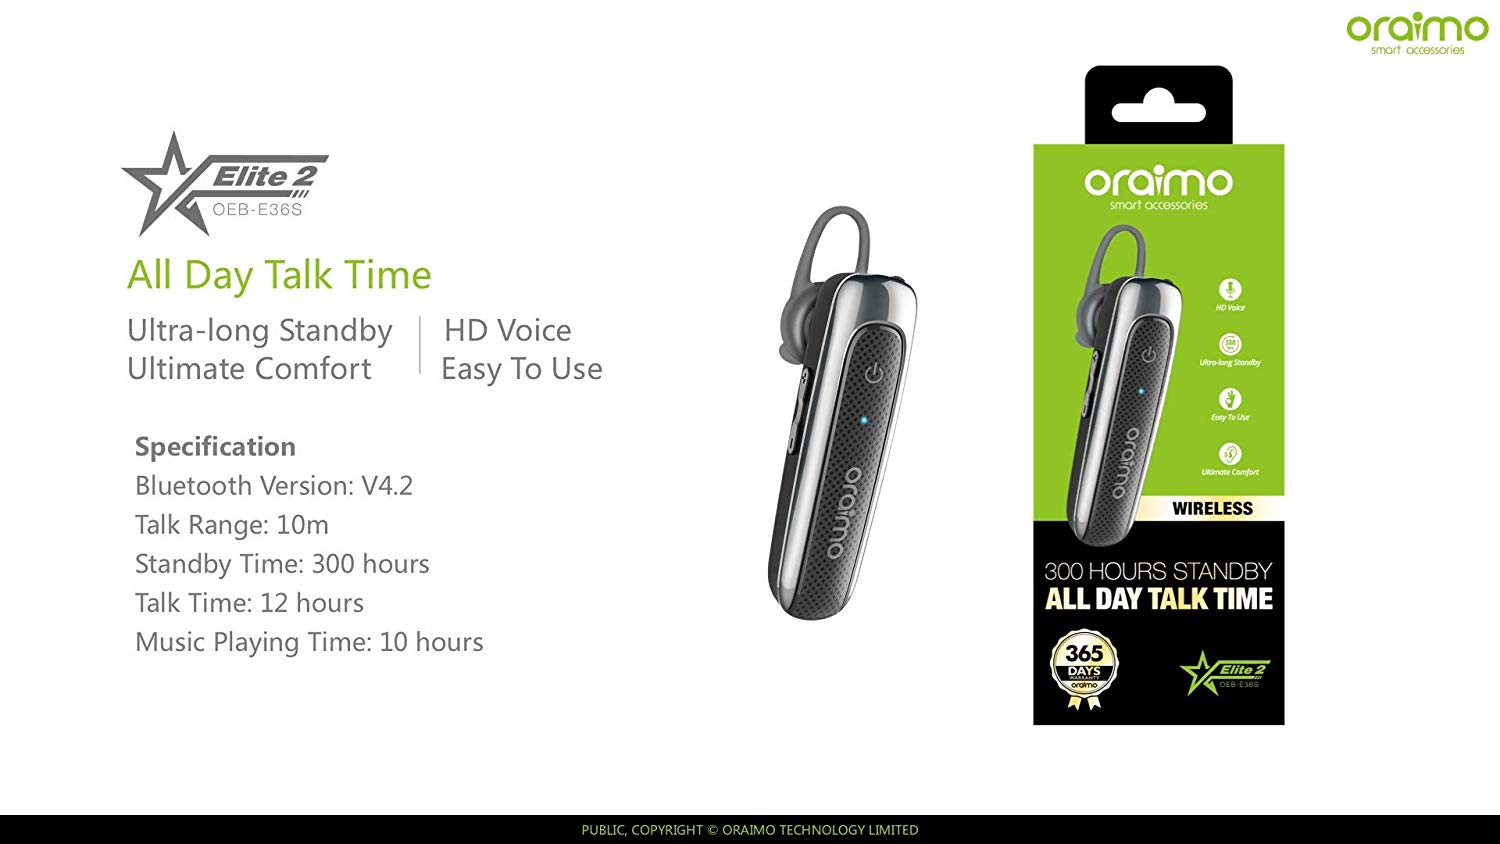 oraimo
smart accessories
Elite 2
OEB-E36S
All Day Talk Time
Ultra-long Standby
HD Voice
Ultimate Comfort
Easy To Use
Specification
Bluetooth Version: V4.2
Talk Range: 10m
Standby Time: 300 hours
Talk Time: 12 hours
Music Playing Time: 10 hours
oraimo
oraimo
smart accessories
oraimo
HD Voice
300
Ultra-long Standby
Easy To Use
Ultimate Comfort
WIRELESS
300 HOURS STANDBY
ALL DAY TALK TIME
365
DAYS
WARRANTY
oraimo
Elite 2
OEB-E36S
PUBLIC, COPYRIGHT © ORAIMO TECHNOLOGY LIMITED